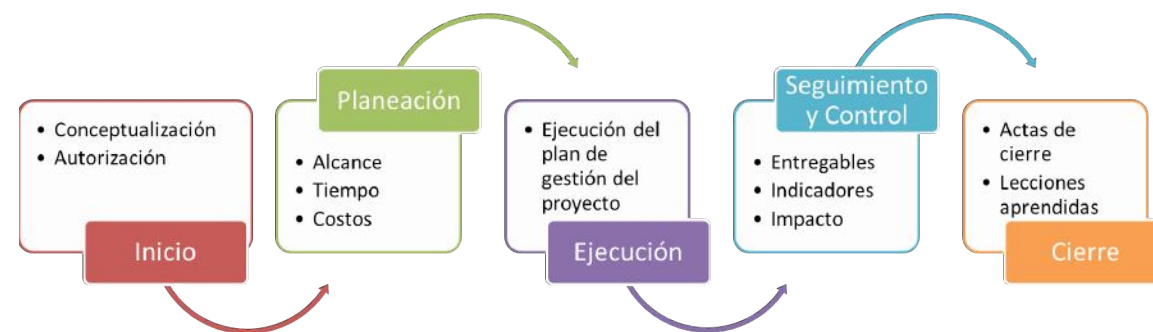 • Conceptualización
• Autorización
Inicio
Planeación
• Alcance
• Tiempo
• Costos
• Ejecución del
plan de
gestión del
proyecto
Ejecución
Seguimiento
y Control
• Entregables
• Indicadores
• Impacto
• Actas de
cierre
• Lecciones
aprendidas
Cierre